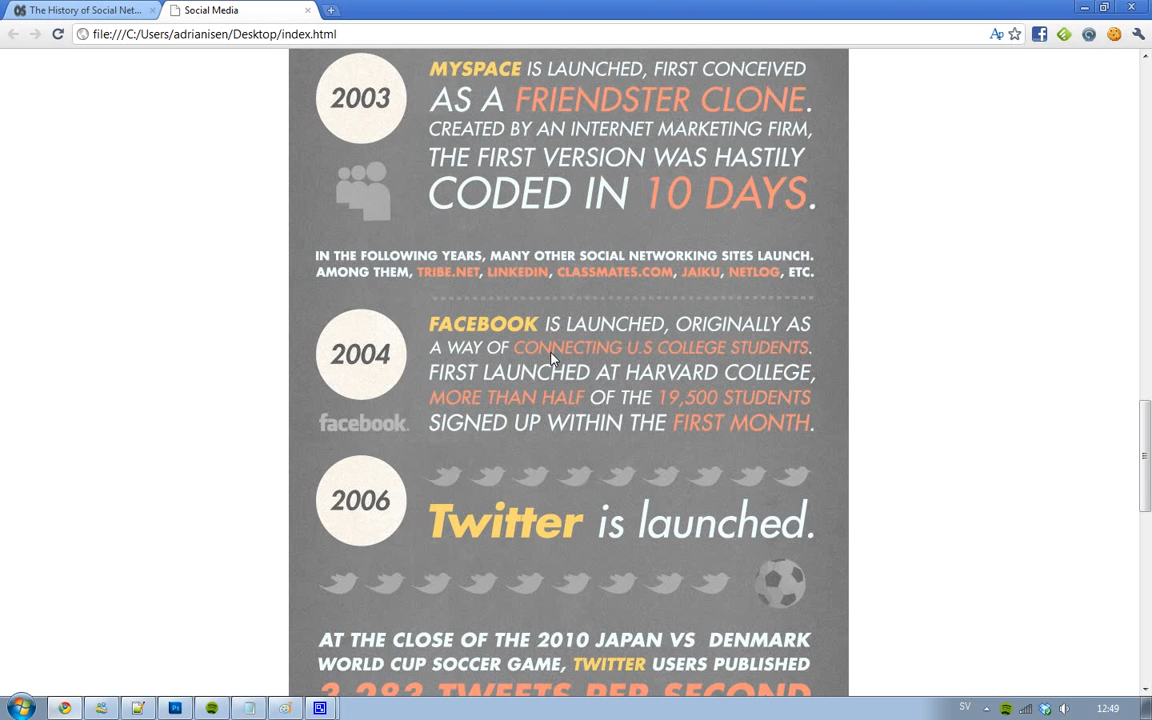 The History of Social Net...
Social Media
file:///C:/Users/adrianisen/Desktop/index.html
2003
MYSPACE IS LAUNCHED, FIRST CONCEIVED
AS A FRIENDSTER CLONE.
CREATED BY AN INTERNET MARKETING FIRM,
THE FIRST VERSION WAS HASTILY
CODED IN 10 DAYS.
IN THE FOLLOWING YEARS, MANY OTHER SOCIAL NETWORKING SITES LAUNCH.
AMONG THEM, TRIBE.NET, LINKEDIN, CLASSMATES.COM, JAIKU, NETLOG, ETC.
2004
facebook.
FACEBOOK IS LAUNCHED, ORIGINALLY AS
A WAY OF CONNECTING U.S COLLEGE STUDENTS.
FIRST LAUNCHED AT HARVARD COLLEGE,
MORE THAN HALF OF THE 19,500 STUDENTS
SIGNED UP WITHIN THE FIRST MONTH.
2006
Twitter is launched.
AT THE CLOSE OF THE 2010 JAPAN VS DENMARK
WORLD CUP SOCCER GAME, TWITTER USERS PUBLISHED
3,283 TWEETS PER SECOND
SV
12:49